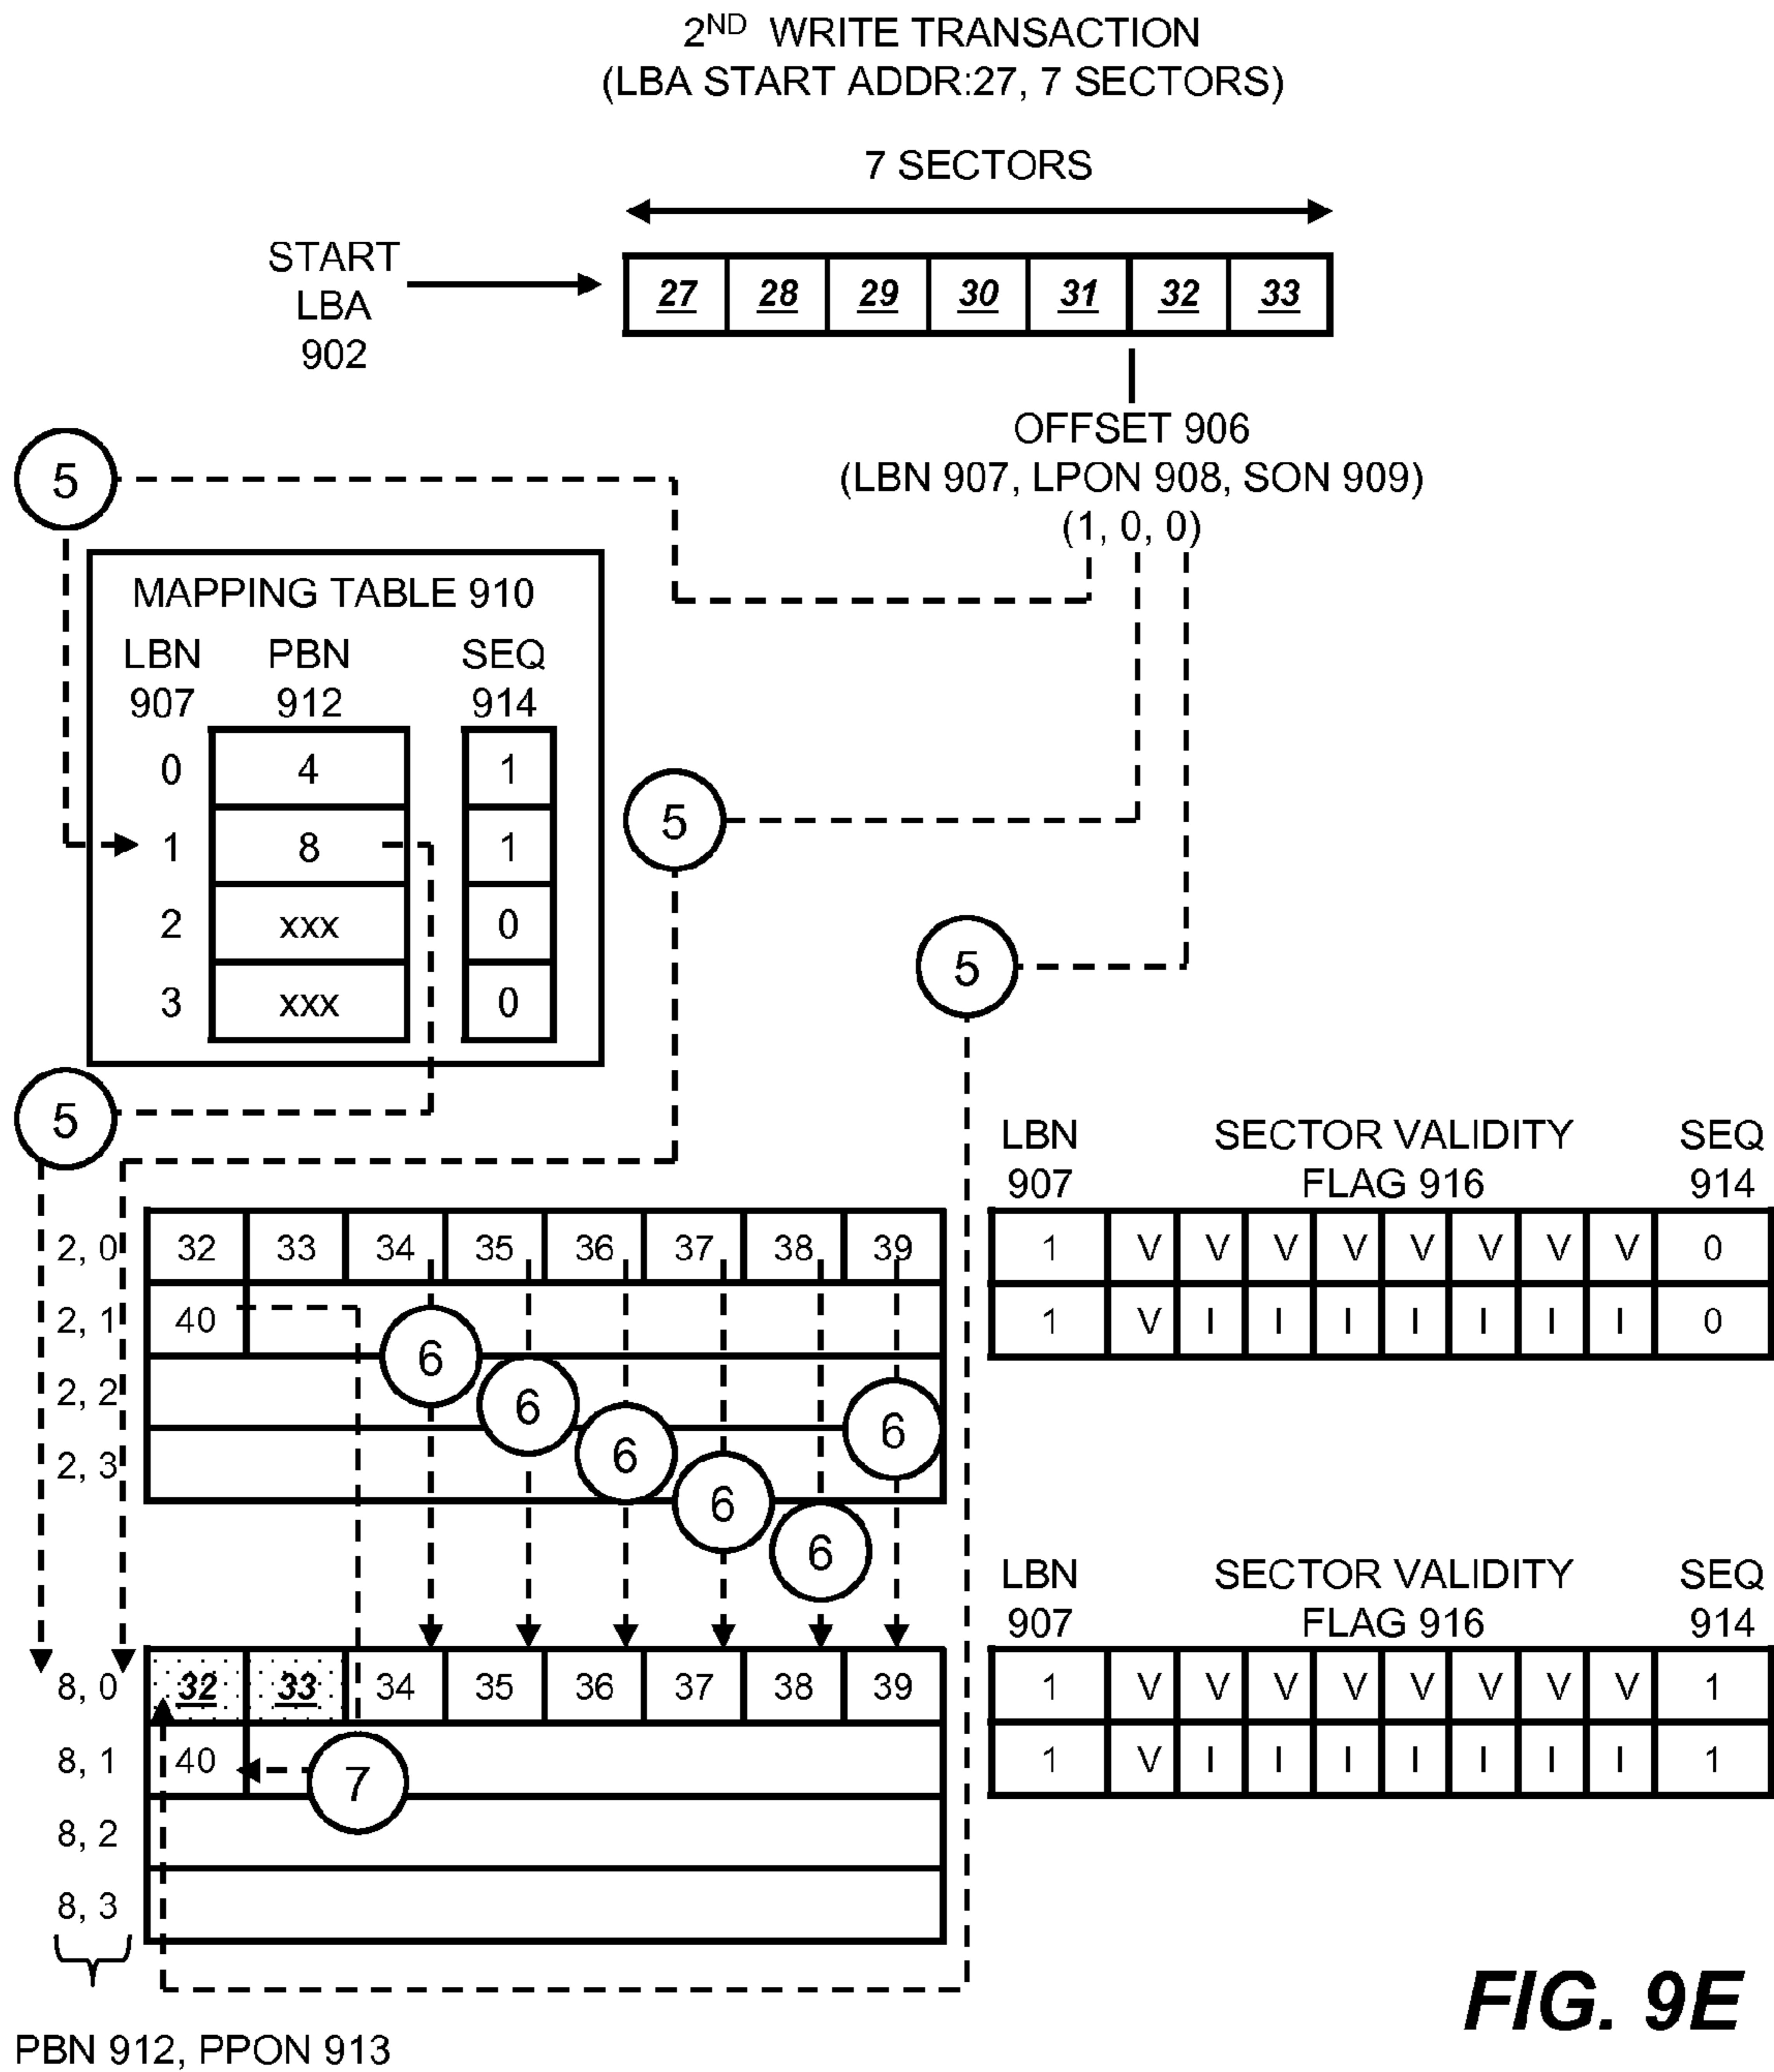 2ND WRITE TRANSACTION
(LBA START ADDR:27, 7 SECTORS)
7 SECTORS
START
LBA
902
27 28 29 30 31 32 33
OFFSET 906
(LBN 907, LPON 908, SON 909)
(1, 0, 0)
5
MAPPING TABLE 910
LBN PBN SEQ
907 912 914
0 4 1
1 8 1
2 xxx 0
3 xxx 0
5
5
5
LBN SECTOR VALIDITY SEQ
907 FLAG 916 914
2, 0 32 33 34 35 36 37 38 39 1 V V V V V V V V 0
2, 1 40 1 V I I I I I I I 0
2, 2
2, 3
6 6 6 6 6 6
LBN SECTOR VALIDITY SEQ
907 FLAG 916 914
8, 0 32 33 34 35 36 37 38 39 1 V V V V V V V V 1
8, 1 40 7 1 V I I I I I I I 1
8, 2
8, 3
PBN 912, PPON 913
FIG. 9E